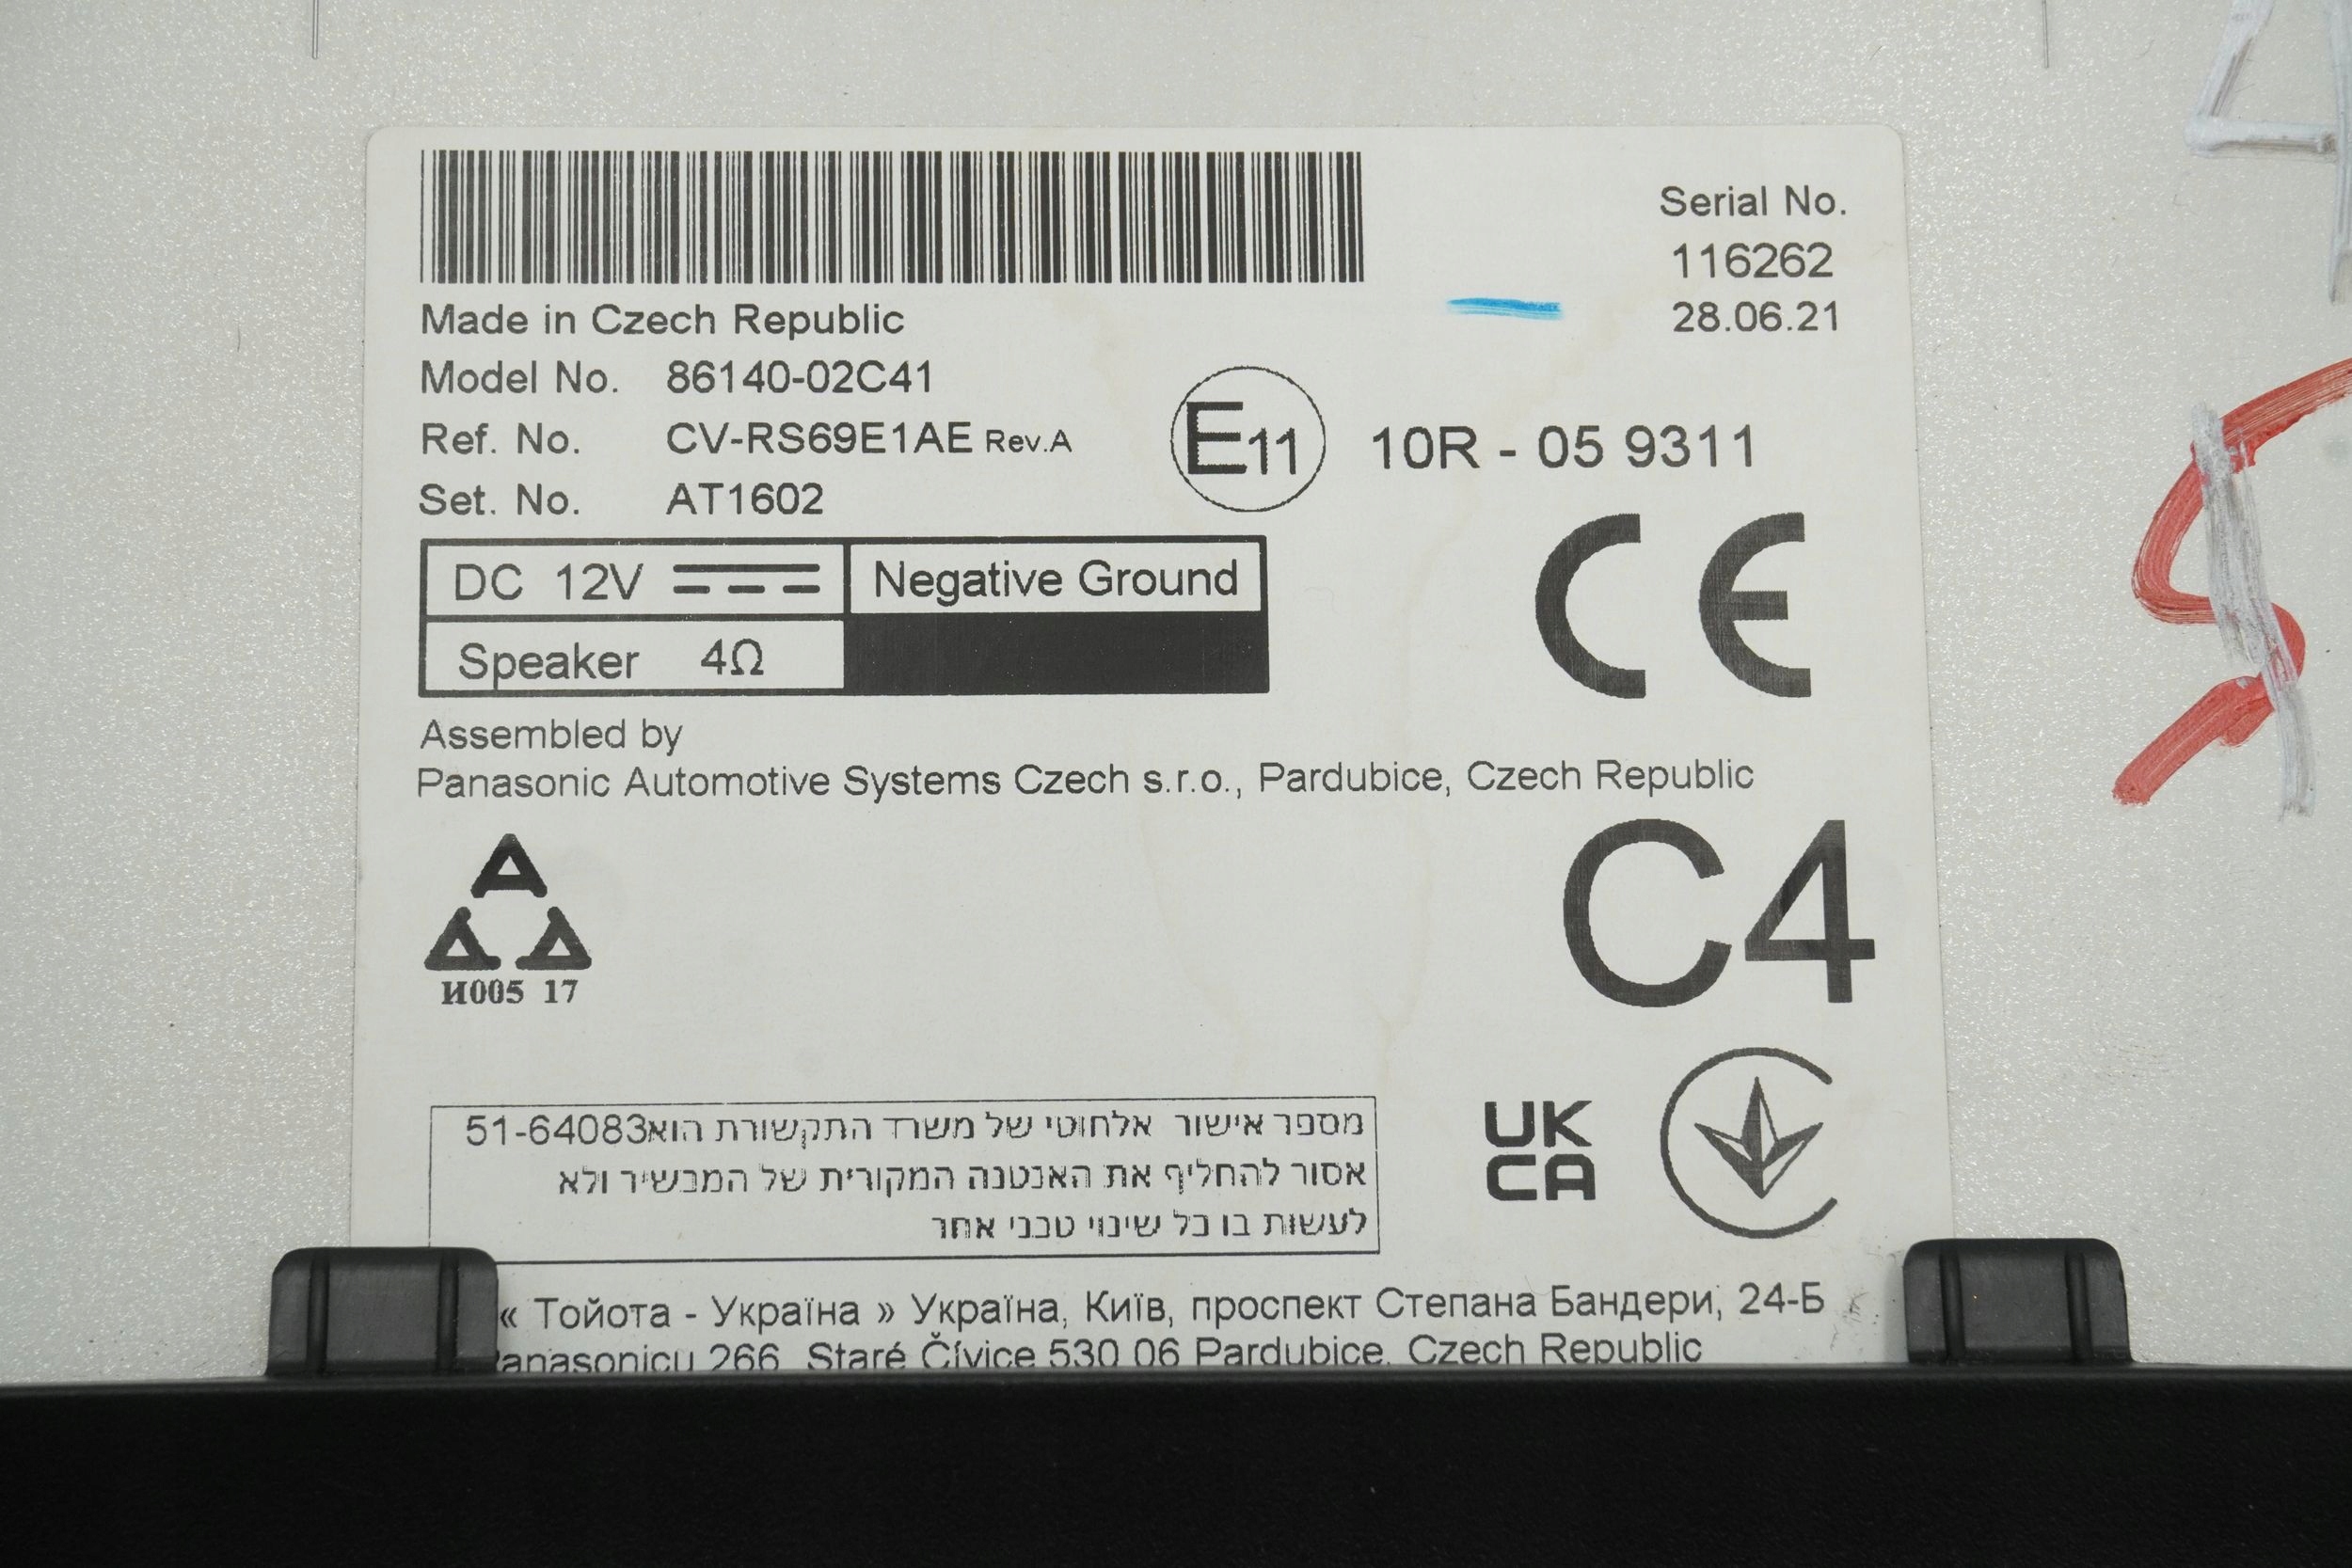 Serial No.
116262
28.06.21
Made in Czech Republic
Model No. 86140-02C41
Ref. No. CV-RS69E1AE Rev.A
Set. No. AT1602
E11 10R - 05 9311
DC 12V
Negative Ground
Speaker 4Ω
CE
Assembled by
Panasonic Automotive Systems Czech s.r.o., Pardubice, Czech Republic
C4
И005 17
מספר אישור אלחוטי של משרד התקשורת הוא51-64083
אסור להחליף את האנטנה המקורית של המכשיר ולא
לעשות בו כל שינוי טכני אחר
UK
CA
« Тойота - Україна » Україна, Київ, проспект Степана Бандери, 24-Б
266, Staré Čívice 530 06 Pardubice, Czech Republic